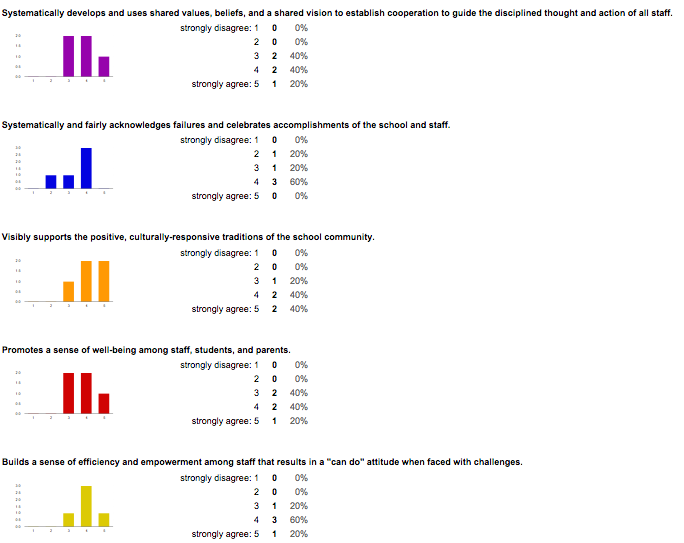 Systematically develops and uses shared values, beliefs, and a shared vision to establish cooperation to guide the disciplined thought and action of all staff.
strongly disagree: 1 0 0%
2 0 0%
3 2 40%
4 2 40%
strongly agree: 5 1 20%
Systematically and fairly acknowledges failures and celebrates accomplishments of the school and staff.
strongly disagree: 1 0 0%
2 1 20%
3 1 20%
4 3 60%
strongly agree: 5 0 0%
Visibly supports the positive, culturally-responsive traditions of the school community.
strongly disagree: 1 0 0%
2 0 0%
3 1 20%
4 2 40%
strongly agree: 5 2 40%
Promotes a sense of well-being among staff, students, and parents.
strongly disagree: 1 0 0%
2 0 0%
3 2 40%
4 2 40%
strongly agree: 5 1 20%
Builds a sense of efficiency and empowerment among staff that results in a "can do" attitude when faced with challenges.
strongly disagree: 1 0 0%
2 0 0%
3 1 20%
4 3 60%
strongly agree: 5 1 20%